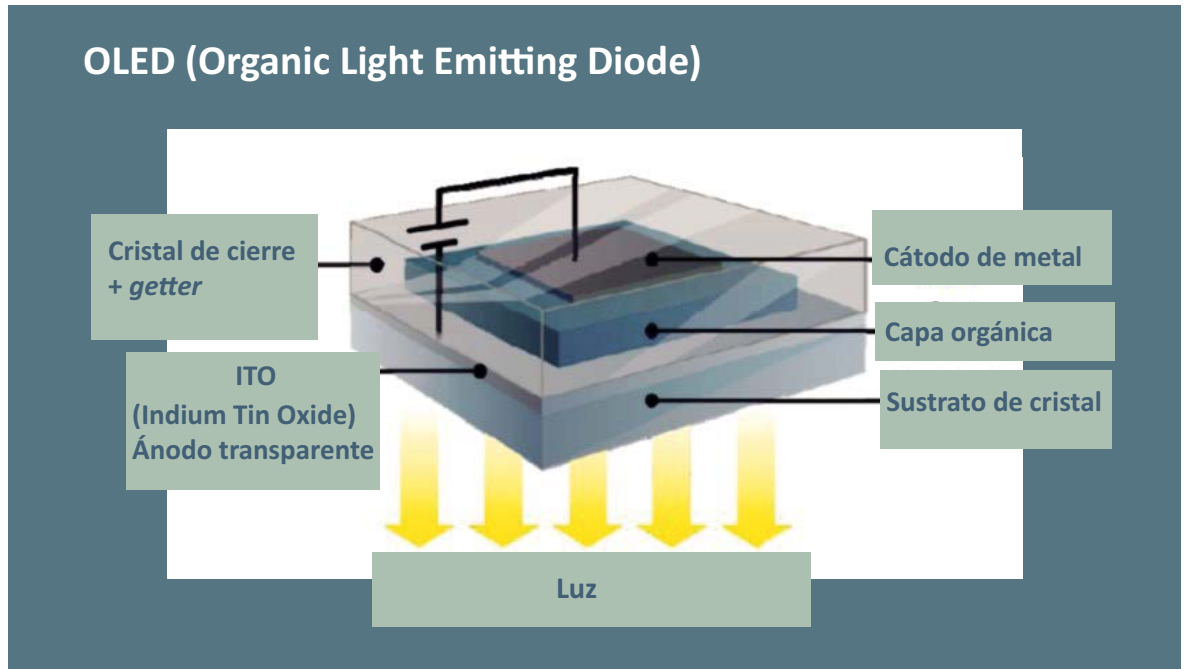 OLED (Organic Light Emitting Diode)
Cristal de cierre
+ getter
Cátodo de metal
Capa orgánica
ITO
(Indium Tin Oxide)
Ánodo transparente
Sustrato de cristal
Luz